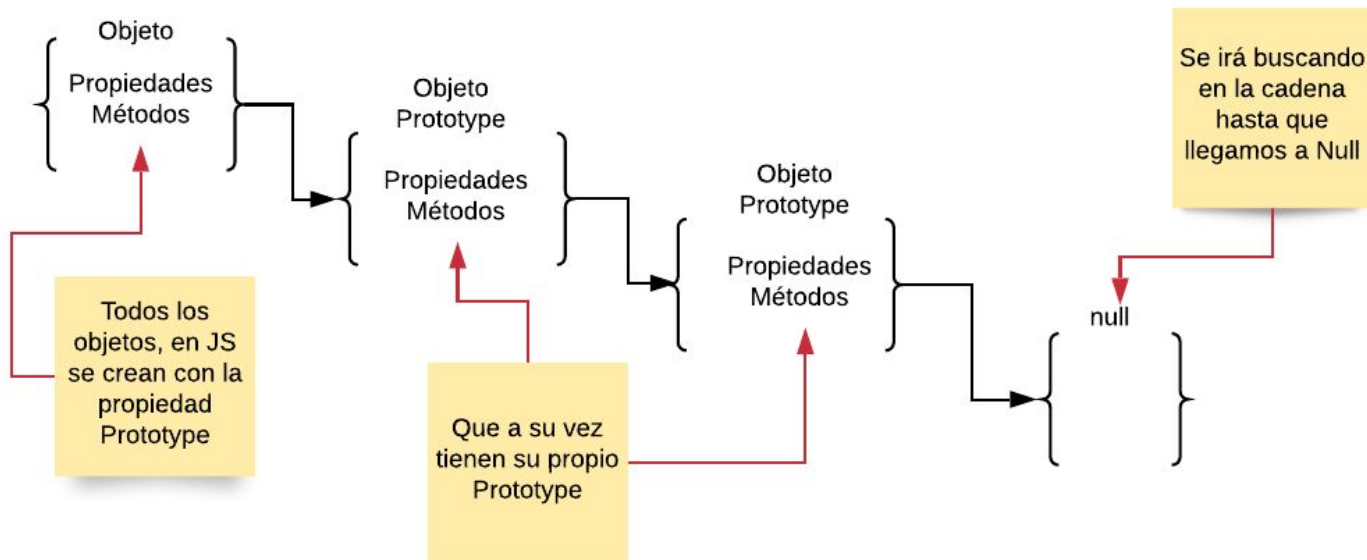 Objeto
Propiedades
Métodos
Objeto
Prototype
Propiedades
Métodos
Objeto
Prototype
Propiedades
Métodos
null
Todos los
objetos, en JS
se crean con la
propiedad
Prototype
Que a su vez
tienen su propio
Prototype
Se irá buscando
en la cadena
hasta que
llegamos a Null